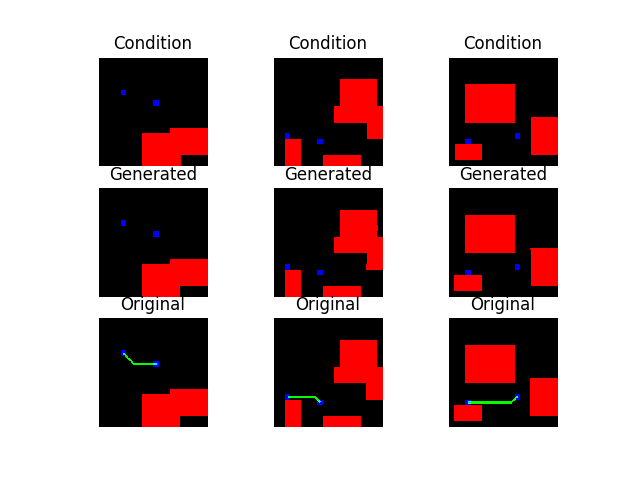 Condition Condition Condition
Generated Generated Generated
Original Original Original